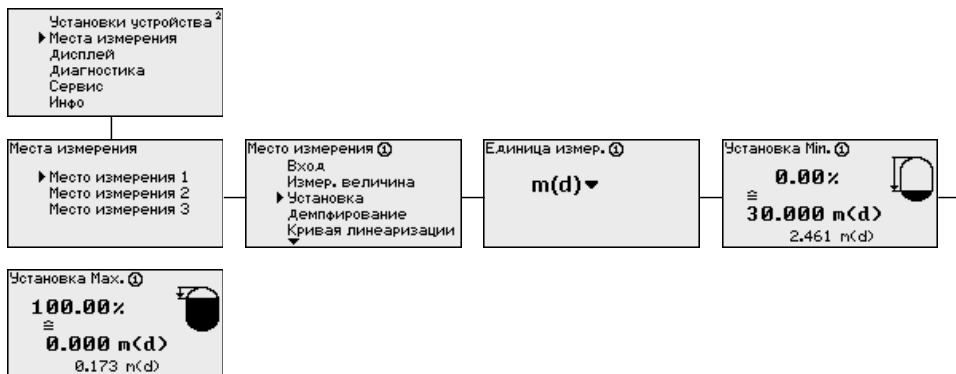 Установки устройства 2
Места измерения
Дисплей
Диагностика
Сервис
Инфо
Места измерения
Место измерения 1
Место измерения 2
Место измерения 3
Место измерения ①
Вход
Измер. величина
Установка
Демпфирование
Кривая линеаризации
Единица измер. ①
m(d)
Установка Min. ①
0.00%
≙
30.000 m(d)
2.461 m(d)
Установка Max. ①
100.00%
≙
0.000 m(d)
0.173 m(d)